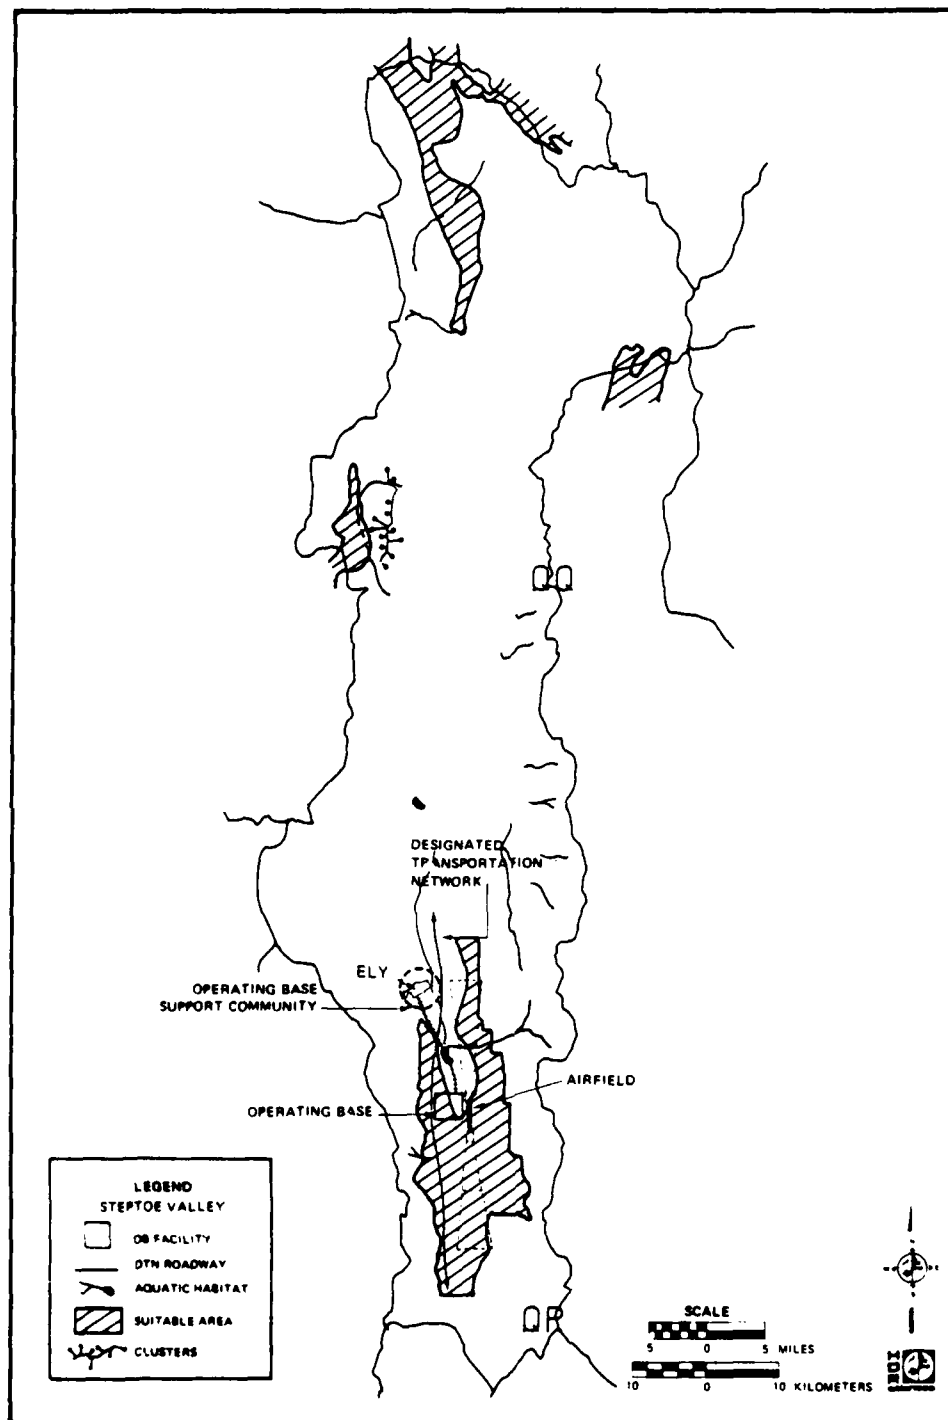 DESIGNATED
TRANSPORTATION
NETWORK
ELY
OPERATING BASE
SUPPORT COMMUNITY
AIRFIELD
OPERATING BASE
LEGEND
STEPTOE VALLEY
OB FACILITY
DTN ROADWAY
AQUATIC HABITAT
SUITABLE AREA
CLUSTERS
SCALE
5 0 5 MILES
10 0 10 KILOMETERS